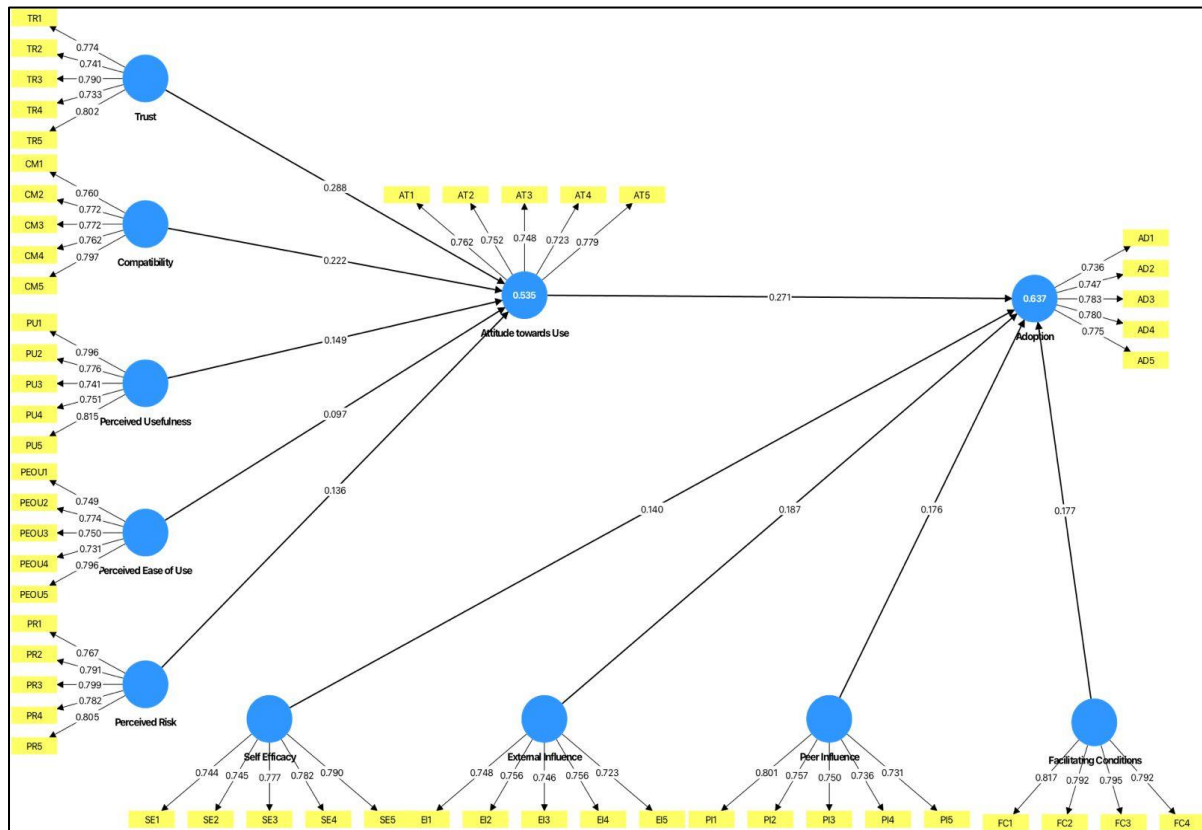 TR1
0.774
TR2
0.741
TR3
0.790
TR4
0.733
TR5
0.802
Trust
CM1
0.760
CM2
0.772
CM3
0.772
CM4
0.762
CM5
0.797
Compatibility
PU1
0.796
PU2
0.776
PU3
0.741
PU4
0.751
PU5
0.815
Perceived Usefulness
PEOU1
0.749
PEOU2
0.774
PEOU3
0.750
PEOU4
0.731
PEOU5
0.796
Perceived Ease of Use
PR1
0.767
PR2
0.791
PR3
0.799
PR4
0.782
PR5
0.805
Perceived Risk
0.288
0.222
0.149
0.097
0.136
AT1 AT2 AT3 AT4 AT5
0.762 0.752 0.748 0.723 0.779
0.535
Attitude towards Use
0.271
0.637
Adoption
AD1
0.736
AD2
0.747
AD3
0.783
AD4
0.780
AD5
0.775
0.140 0.187 0.176 0.177
Self Efficacy
0.744 0.745 0.777 0.782 0.790
SE1 SE2 SE3 SE4 SE5
External Influence
0.748 0.756 0.746 0.756 0.723
EI1 EI2 EI3 EI4 EI5
Peer Influence
0.801 0.757 0.750 0.736 0.731
PI1 PI2 PI3 PI4 PI5
Facilitating Conditions
0.817 0.792 0.795 0.792
FC1 FC2 FC3 FC4